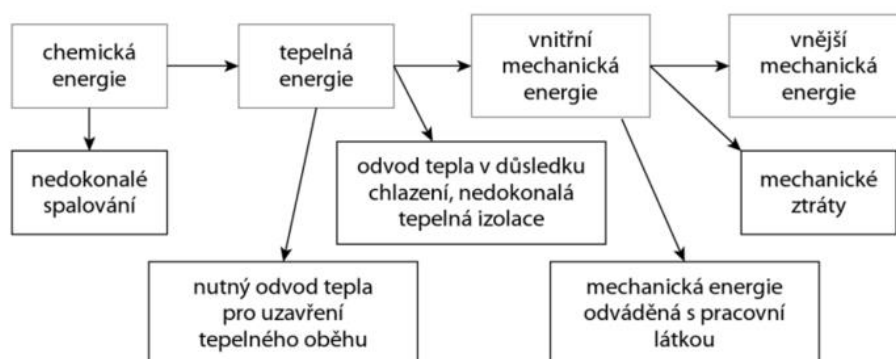 chemická
energie
tepelná
energie
vnitřní
mechanická
energie
vnější
mechanická
energie
nedokonalé
spalování
odvod tepla v důsledku
chlazení, nedokonalá
tepelná izolace
mechanické
ztráty
nutný odvod tepla
pro uzavření
tepelného oběhu
mechanická energie
odváděná s pracovní
látkou